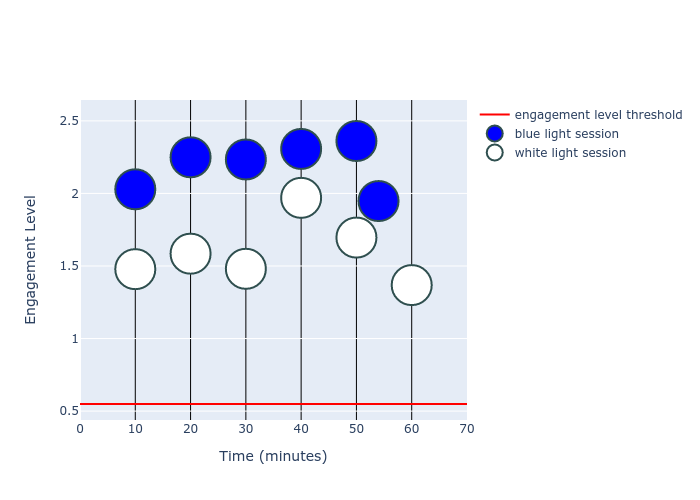 engagement level threshold
blue light session
white light session
2.5
2
1.5
1
0.5
0 10 20 30 40 50 60 70
Engagement Level
Time (minutes)